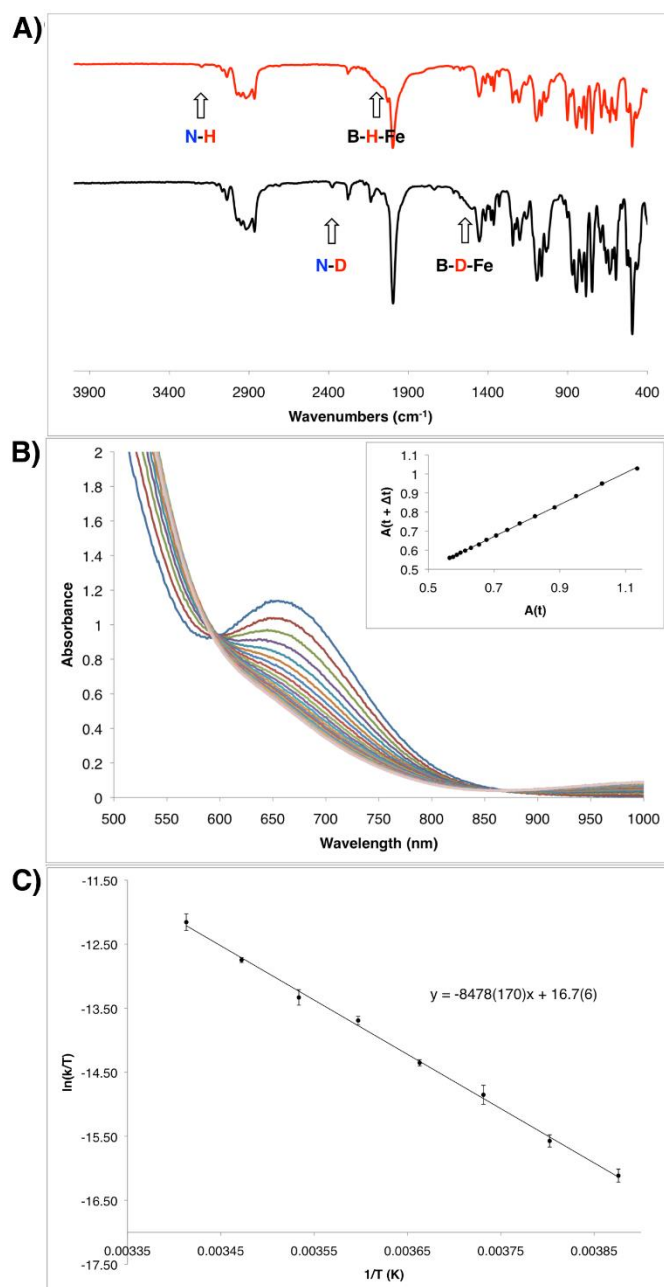 A)
N-H
B-H-Fe
N-D
B-D-Fe
3900 3400 2900 2400 1900 1400 900 400
Wavenumbers (cm-1)
B)
2
1.8
1.6
1.4
1.2
1
0.8
0.6
0.4
0.2
0
Absorbance
500 550 600 650 700 750 800 850 900 950 1000
Wavelength (nm)
1.1
1
0.9
0.8
0.7
0.6
0.5
A(t + Δt)
0.5 0.7 0.9 1.1
A(t)
C)
-11.50
-12.50
-13.50
-14.50
-15.50
-16.50
-17.50
ln(k/T)
y = -8478(170)x + 16.7(6)
0.00335 0.00345 0.00355 0.00365 0.00375 0.00385
1/T (K)